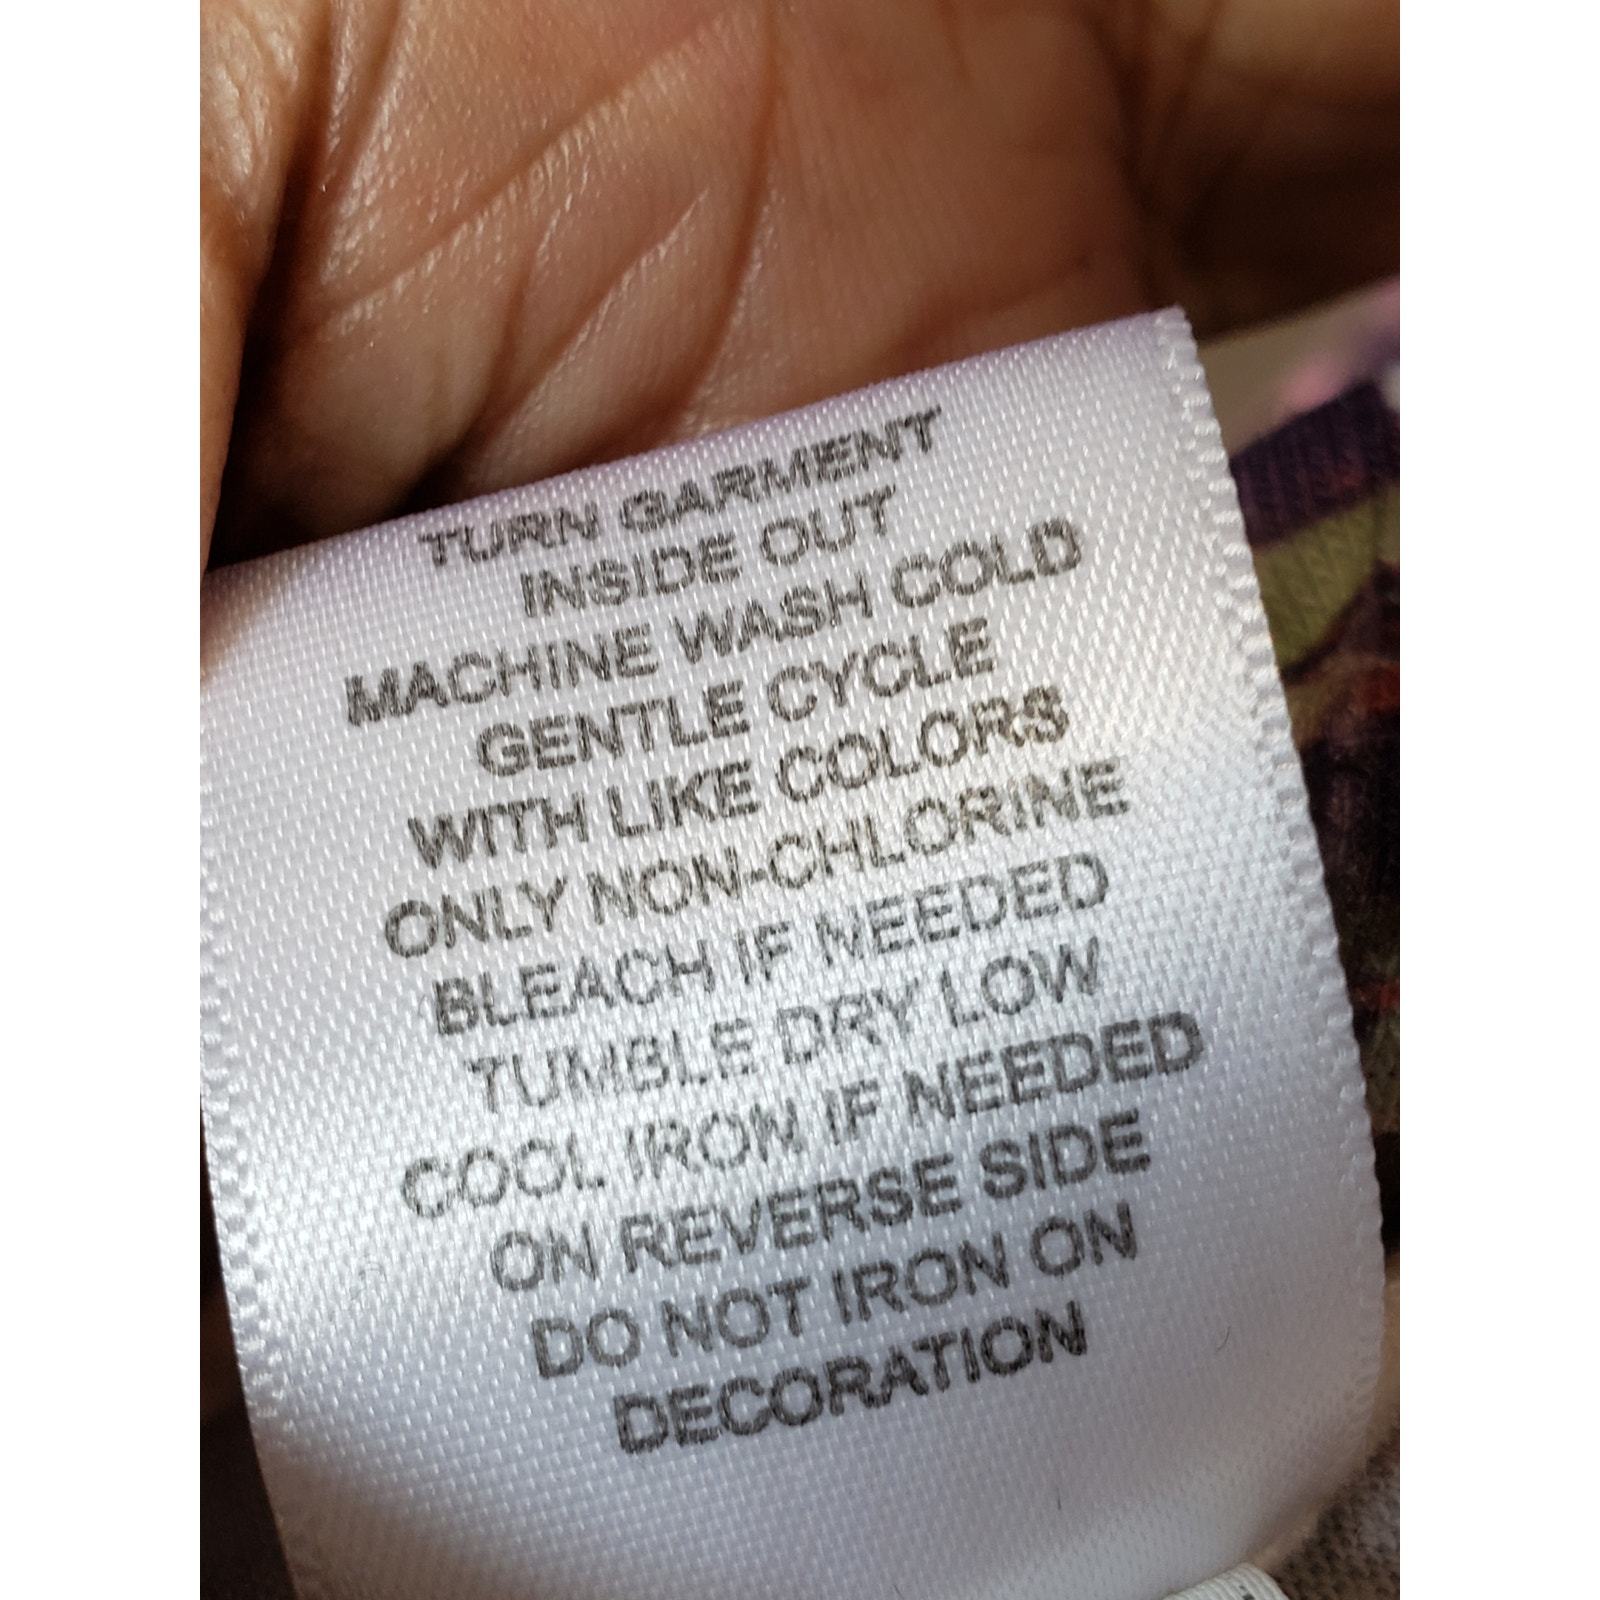 TURN GARMENT
INSIDE OUT
MACHINE WASH COLD
GENTLE CYCLE
WITH LIKE COLORS
ONLY NON-CHLORINE
BLEACH IF NEEDED
TUMBLE DRY LOW
COOL IRON IF NEEDED
ON REVERSE SIDE
DO NOT IRON ON
DECORATION